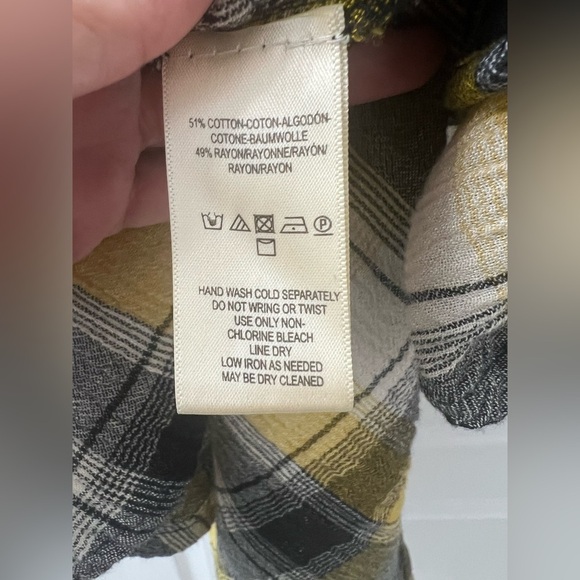 51% COTTON-COTON-ALGODÓN-
COTONE-BAUMWOLLE
49% RAYON/RAYONNE/RAYÓN/
RAYON/RAYON
P
HAND WASH COLD SEPARATELY
DO NOT WRING OR TWIST
USE ONLY NON-
CHLORINE BLEACH
LINE DRY
LOW IRON AS NEEDED
MAY BE DRY CLEANED